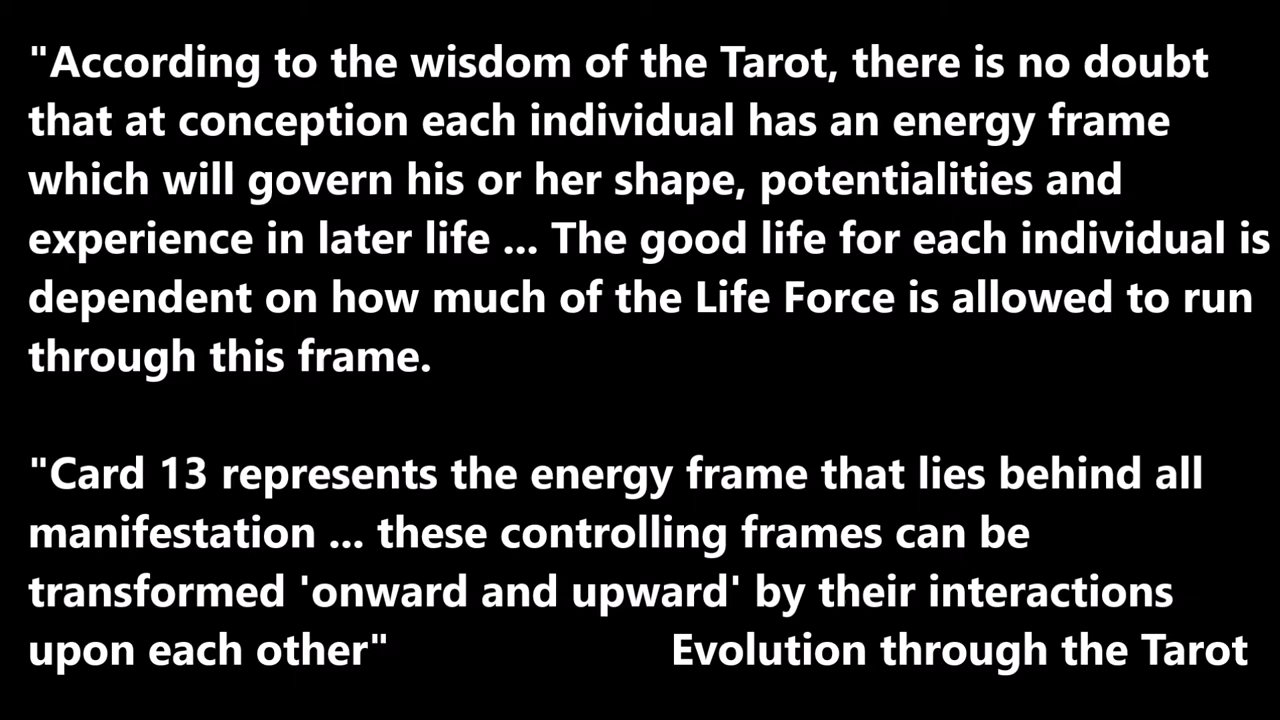 "According to the wisdom of the Tarot, there is no doubt
that at conception each individual has an energy frame
which will govern his or her shape, potentialities and
experience in later life ... The good life for each individual is
dependent on how much of the Life Force is allowed to run
through this frame.
"Card 13 represents the energy frame that lies behind all
manifestation ... these controlling frames can be
transformed 'onward and upward' by their interactions
upon each other" Evolution through the Tarot